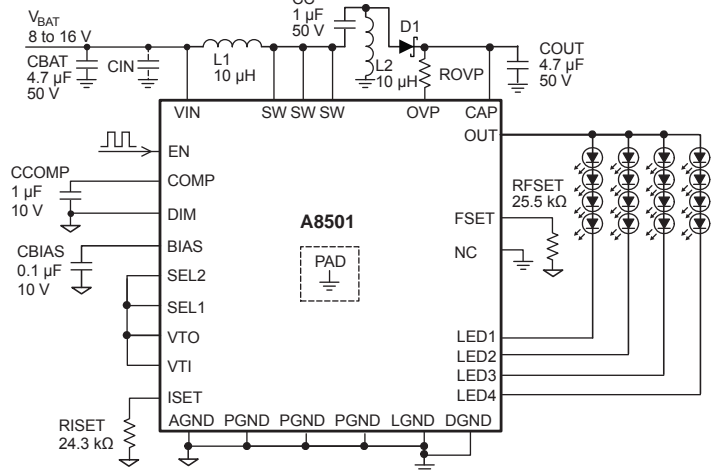 VBAT
8 to 16 V
CBAT
4.7 µF
50 V
CIN
L1
10 µH
1 µF
50 V
L2
10 µH
D1
ROVP
COUT
4.7 µF
50 V
VIN
SW SW SW
OVP
CAP
OUT
EN
COMP
DIM
BIAS
SEL2
SEL1
VTO
VTI
ISET
CCOMP
1 µF
10 V
CBIAS
0.1 µF
10 V
RISET
24.3 kΩ
A8501
PAD
RFSET
25.5 kΩ
FSET
NC
LED1
LED2
LED3
LED4
AGND PGND PGND PGND LGND DGND